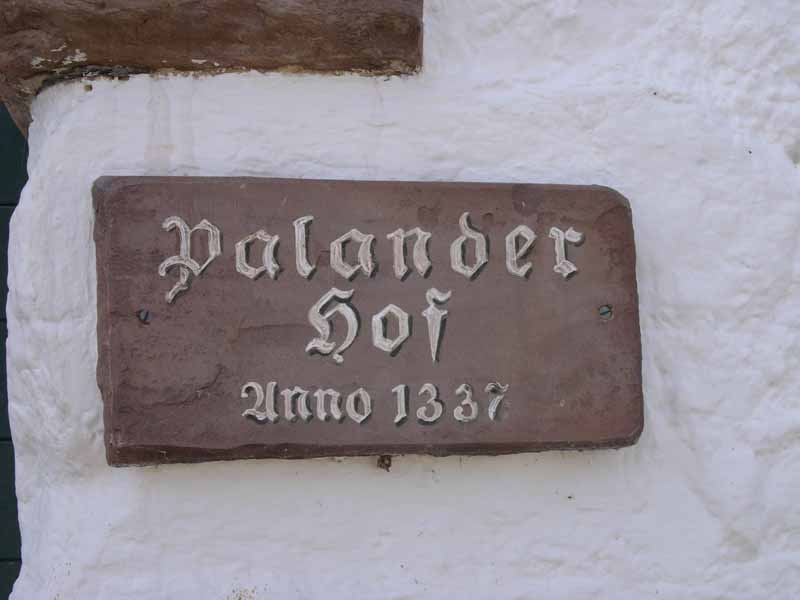 Palander
Hof
Anno 1337